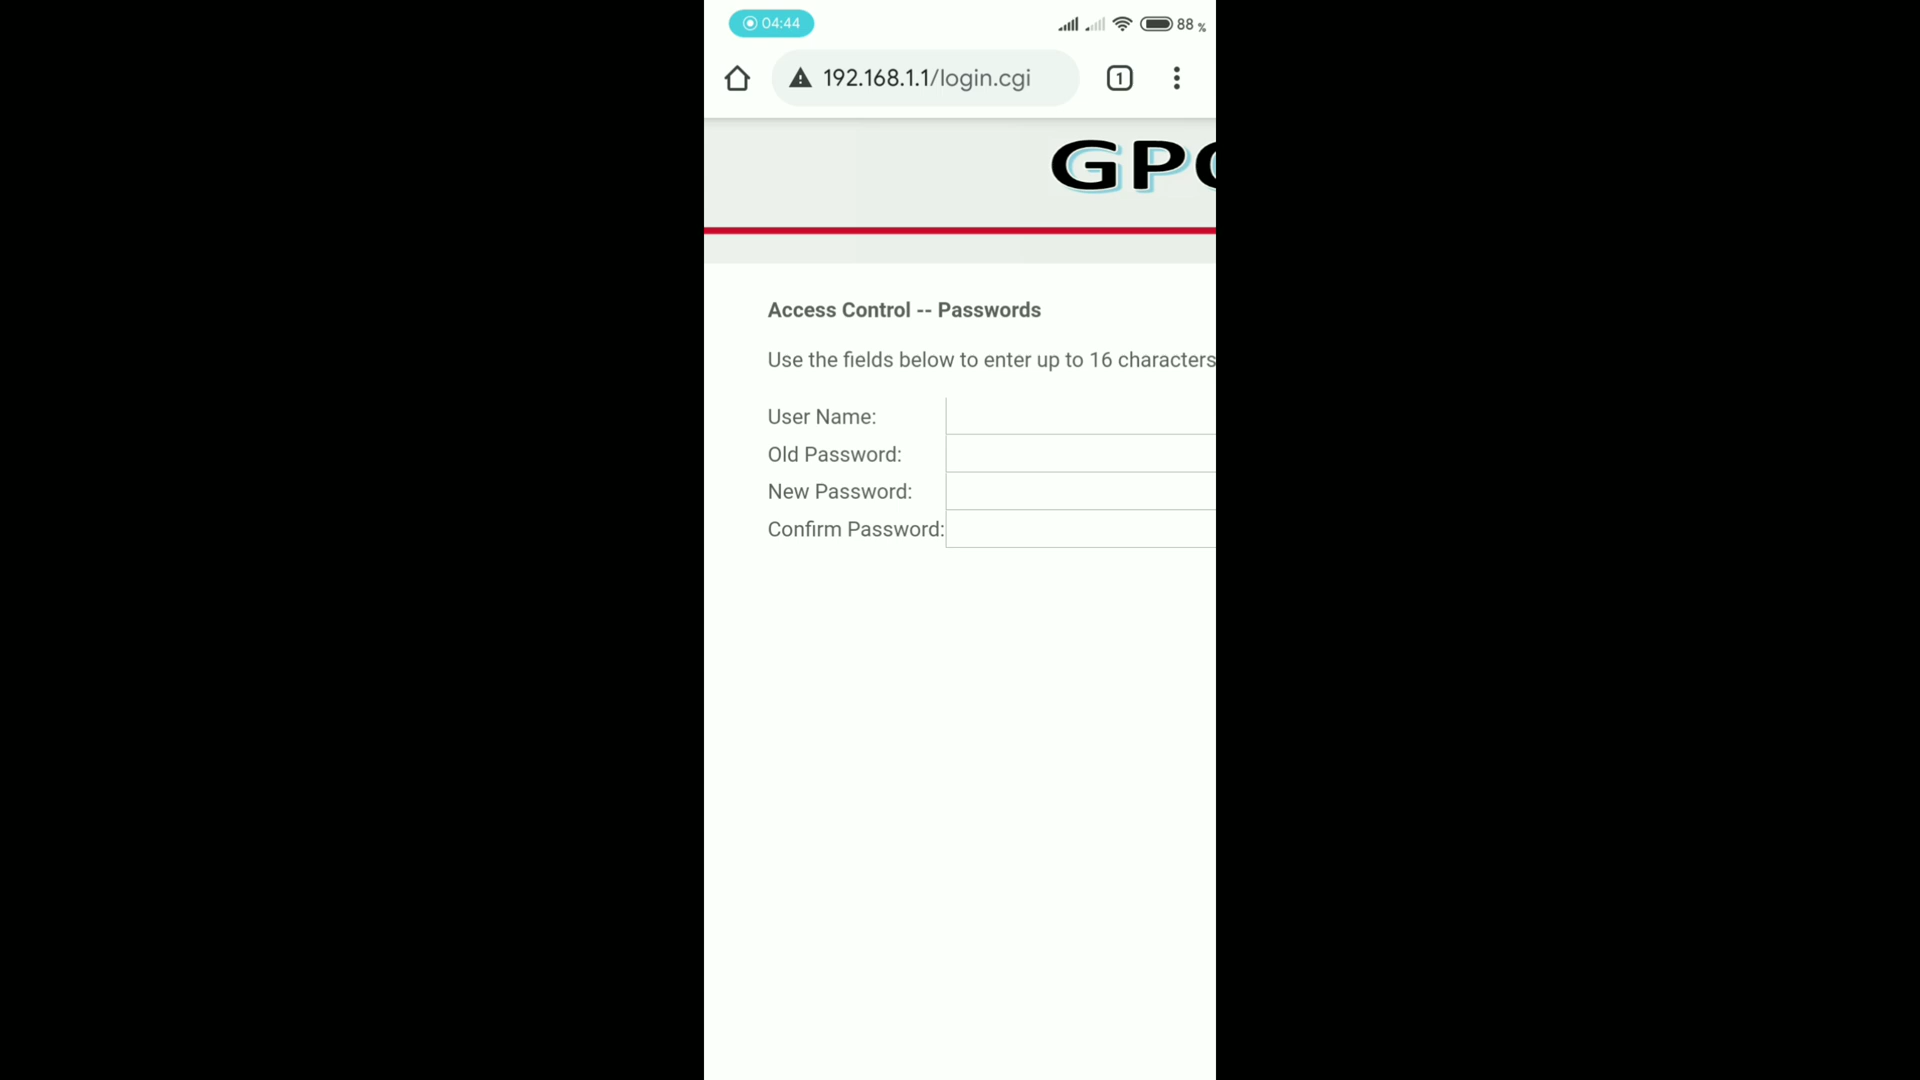 04:44
88 %
192.168.1.1/login.cgi
1
GP
Access Control -- Passwords
Use the fields below to enter up to 16 characters
User Name:
Old Password:
New Password:
Confirm Password: